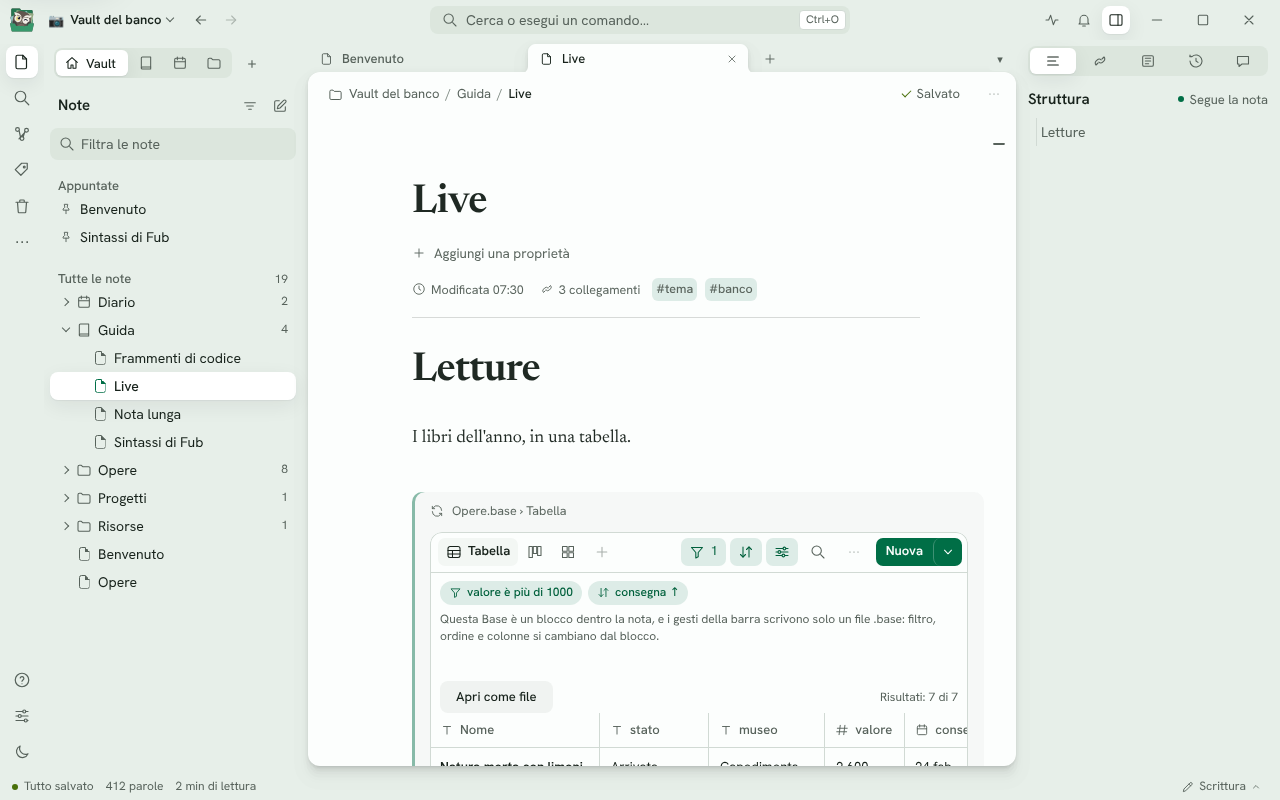 Vault del banco
Cerca o esegui un comando...
Ctrl+O
Vault
Benvenuto
Live
Note
Filtra le note
Appuntate
Benvenuto
Sintassi di Fub
Tutte le note 19
Diario 2
Guida 4
Frammenti di codice
Live
Nota lunga
Sintassi di Fub
Opere 8
Progetti 1
Risorse 1
Benvenuto
Opere
Vault del banco / Guida / Live
Salvato
Live
Aggiungi una proprietà
Modificata 07:30 3 collegamenti #tema #banco
Letture
I libri dell'anno, in una tabella.
Opere.base › Tabella
Tabella 1 Nuova
valore è più di 1000 consegna ↑
Questa Base è un blocco dentro la nota, e i gesti della barra scrivono solo un file .base: filtro,
ordine e colonne si cambiano dal blocco.
Apri come file Risultati: 7 di 7
Nome stato museo valore conse
Struttura Segue la nota
Letture
Tutto salvato 412 parole 2 min di lettura
Scrittura